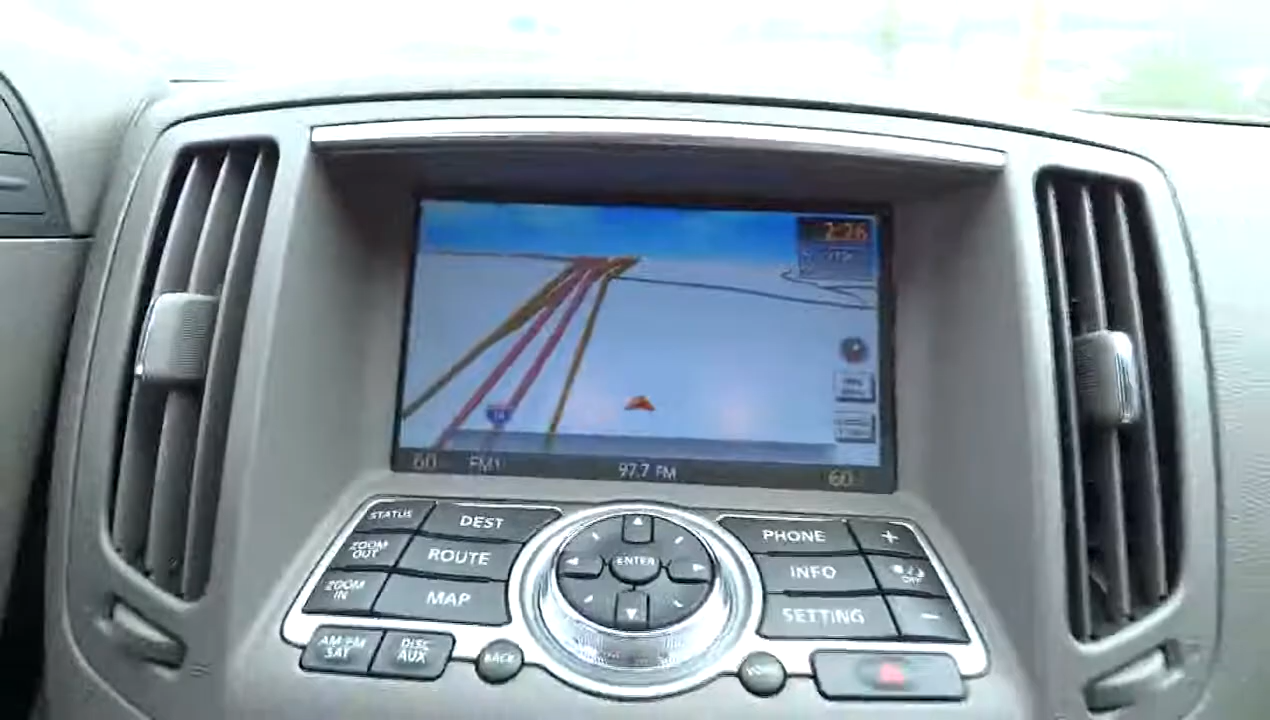 7:26
60
FM1
97.7 FM
60
STATUS
DEST
ZOOM
OUT
ROUTE
ZOOM
IN
MAP
AM·FM
SAT
DISC
AUX
BACK
ENTER
PHONE
+
INFO
OFF
SETTING
−